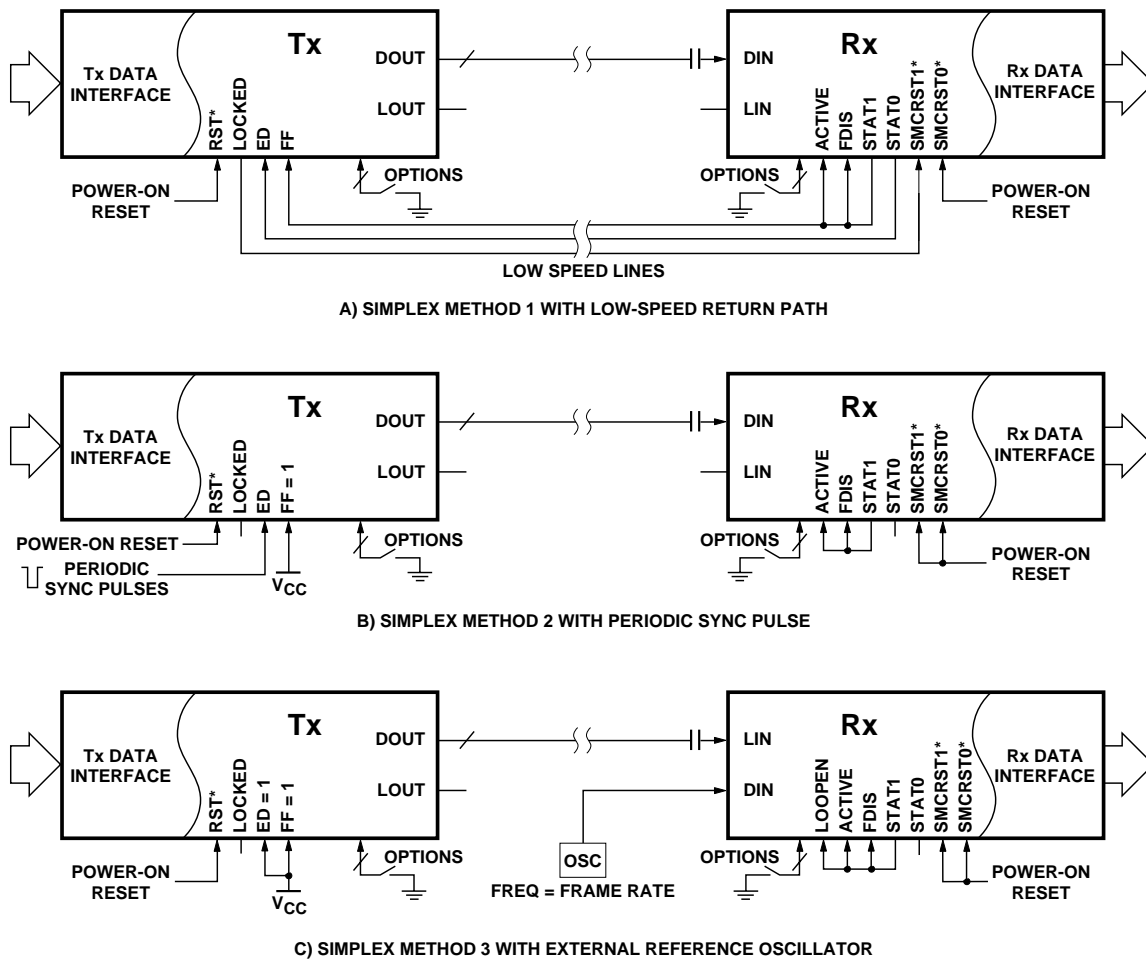 Tx
Rx
Tx DATA
INTERFACE
DOUT
LOUT
RST*
LOCKED
ED
FF
OPTIONS
POWER-ON
RESET
DIN
LIN
ACTIVE
FDIS
STAT1
STAT0
SMCRST1*
SMCRST0*
Rx DATA
INTERFACE
OPTIONS
POWER-ON
RESET
LOW SPEED LINES
A) SIMPLEX METHOD 1 WITH LOW-SPEED RETURN PATH
Tx
Rx
Tx DATA
INTERFACE
DOUT
LOUT
RST*
LOCKED
ED
FF = 1
OPTIONS
POWER-ON RESET
PERIODIC
SYNC PULSES
VCC
DIN
LIN
ACTIVE
FDIS
STAT1
STAT0
SMCRST1*
SMCRST0*
Rx DATA
INTERFACE
OPTIONS
POWER-ON
RESET
B) SIMPLEX METHOD 2 WITH PERIODIC SYNC PULSE
Tx
Rx
Tx DATA
INTERFACE
DOUT
LOUT
RST*
LOCKED
ED = 1
FF = 1
OPTIONS
POWER-ON
RESET
VCC
OSC
FREQ = FRAME RATE
LIN
DIN
LOOPEN
ACTIVE
FDIS
STAT1
STAT0
SMCRST1*
SMCRST0*
Rx DATA
INTERFACE
OPTIONS
POWER-ON
RESET
C) SIMPLEX METHOD 3 WITH EXTERNAL REFERENCE OSCILLATOR